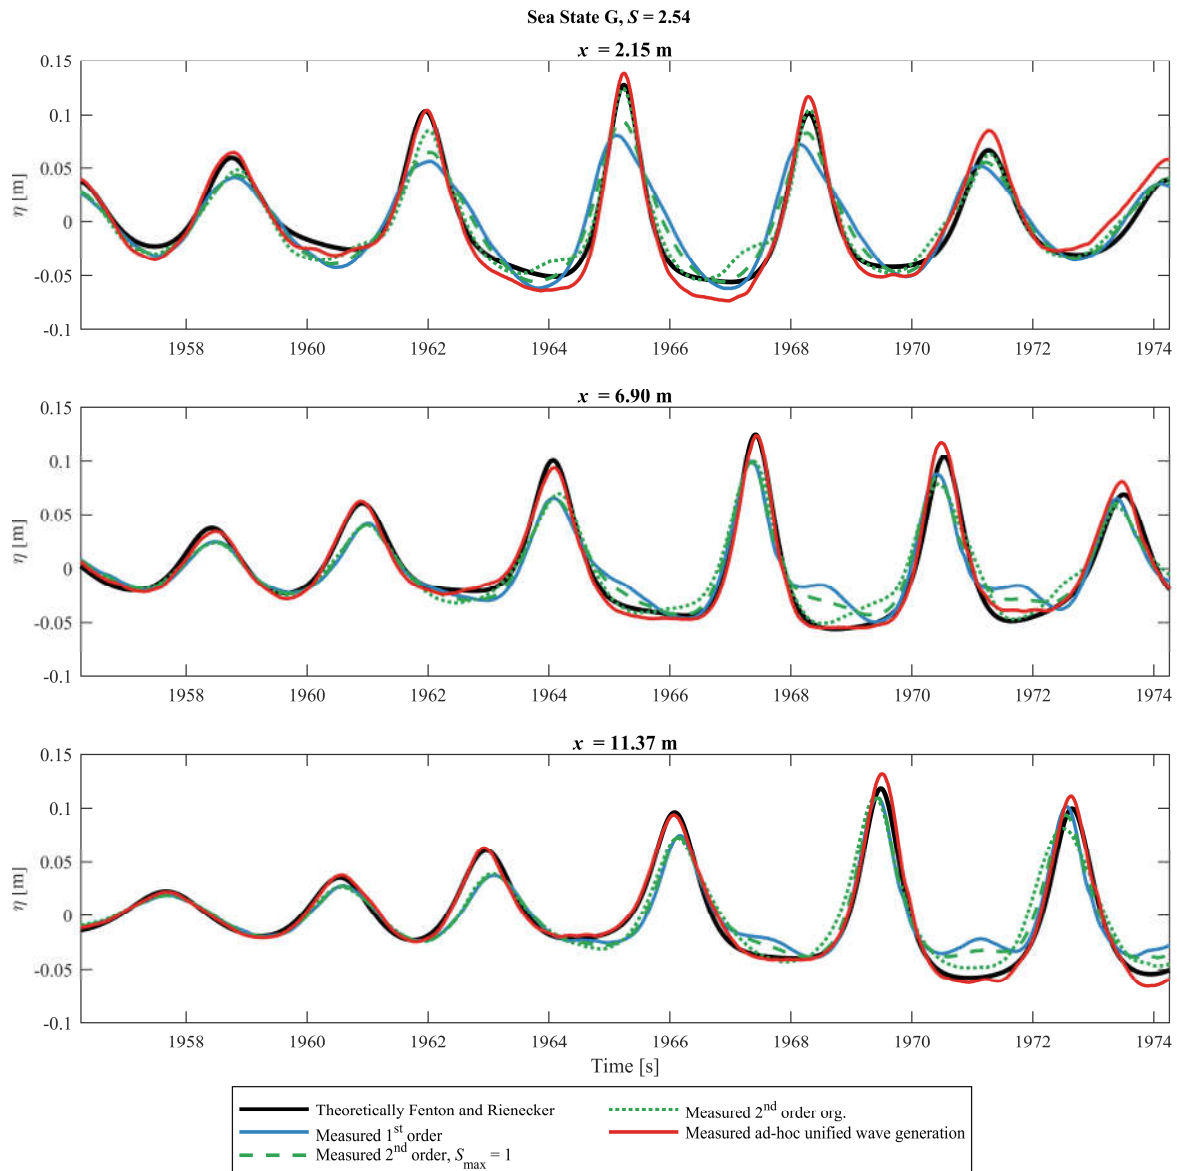 Sea State G, S = 2.54
x = 2.15 m
0.15
0.1
0.05
0
-0.05
-0.1
η [m]
1958 1960 1962 1964 1966 1968 1970 1972 1974
x = 6.90 m
0.15
0.1
0.05
0
-0.05
-0.1
η [m]
1958 1960 1962 1964 1966 1968 1970 1972 1974
x = 11.37 m
0.15
0.1
0.05
0
-0.05
-0.1
η [m]
1958 1960 1962 1964 1966 1968 1970 1972 1974
Time [s]
Theoretically Fenton and Rienecker
Measured 1st order
Measured 2nd order, Smax = 1
Measured 2nd order org.
Measured ad-hoc unified wave generation